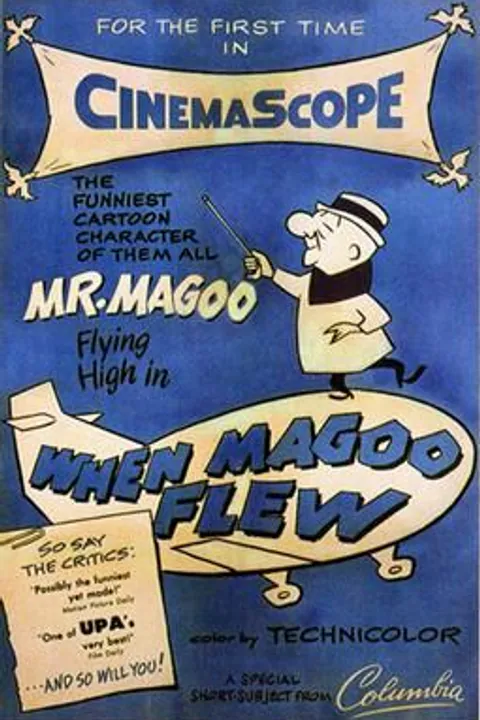 FOR THE FIRST TIME
IN
CINEMASCOPE
THE
FUNNIEST
CARTOON
CHARACTER
OF THEM ALL
MR. MAGOO
Flying
High in
WHEN MAGOO
FLEW
SO SAY
THE CRITICS:
"Possibly the funniest
yet made!"
Motion Picture Daily
"One of UPA's
very best!"
Film Daily
...AND SO WILL YOU!
color by TECHNICOLOR
A SPECIAL
SHORT-SUBJECT FROM Columbia